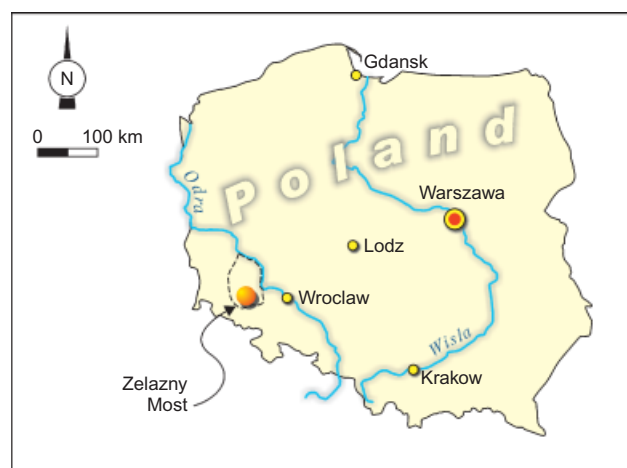 Gdansk
N
0 100 km
Poland
Odra
Warszawa
Lodz
Wroclaw
Wisla
Krakow
Zelazny
Most